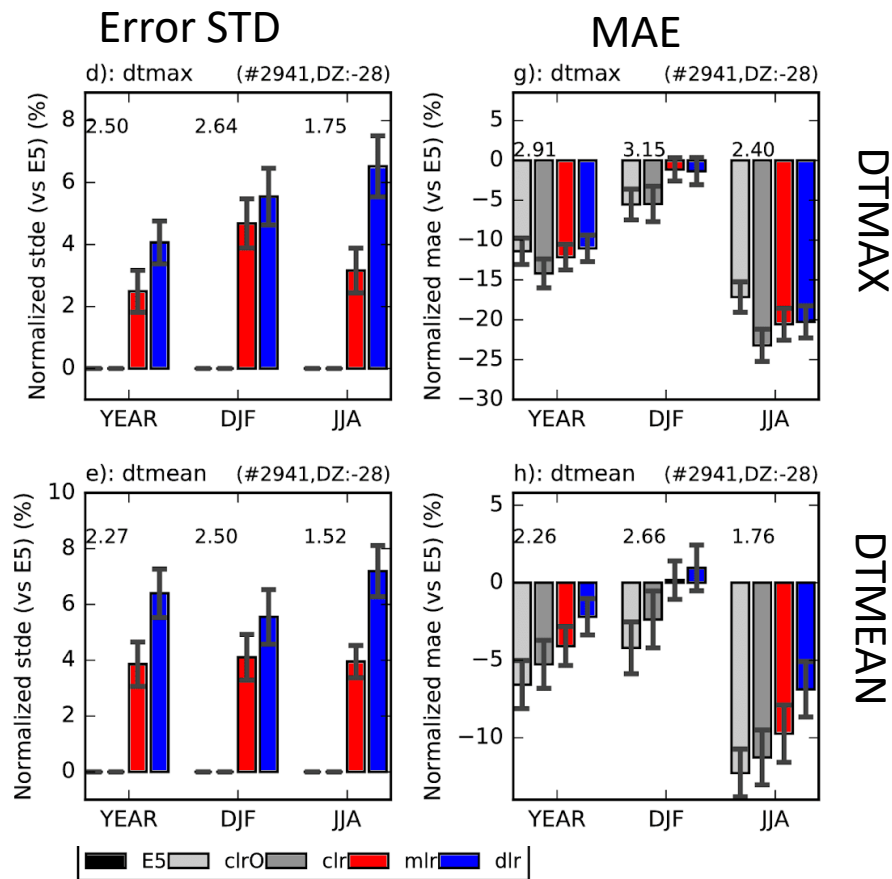 Error STD
MAE
d): dtmax (#2941,DZ:-28)
g): dtmax (#2941,DZ:-28)
DTMAX
Normalized stde (vs E5) (%)
8
6
4
2
0
2.50 2.64 1.75
YEAR DJF JJA
Normalized mae (vs E5) (%)
5
0
−5
−10
−15
−20
−25
−30
2.91 3.15 2.40
YEAR DJF JJA
e): dtmean (#2941,DZ:-28)
h): dtmean (#2941,DZ:-28)
DTMEAN
Normalized stde (vs E5) (%)
10
8
6
4
2
0
2.27 2.50 1.52
YEAR DJF JJA
Normalized mae (vs E5) (%)
5
0
−5
−10
2.26 2.66 1.76
YEAR DJF JJA
E5 clrO clr mlr dlr